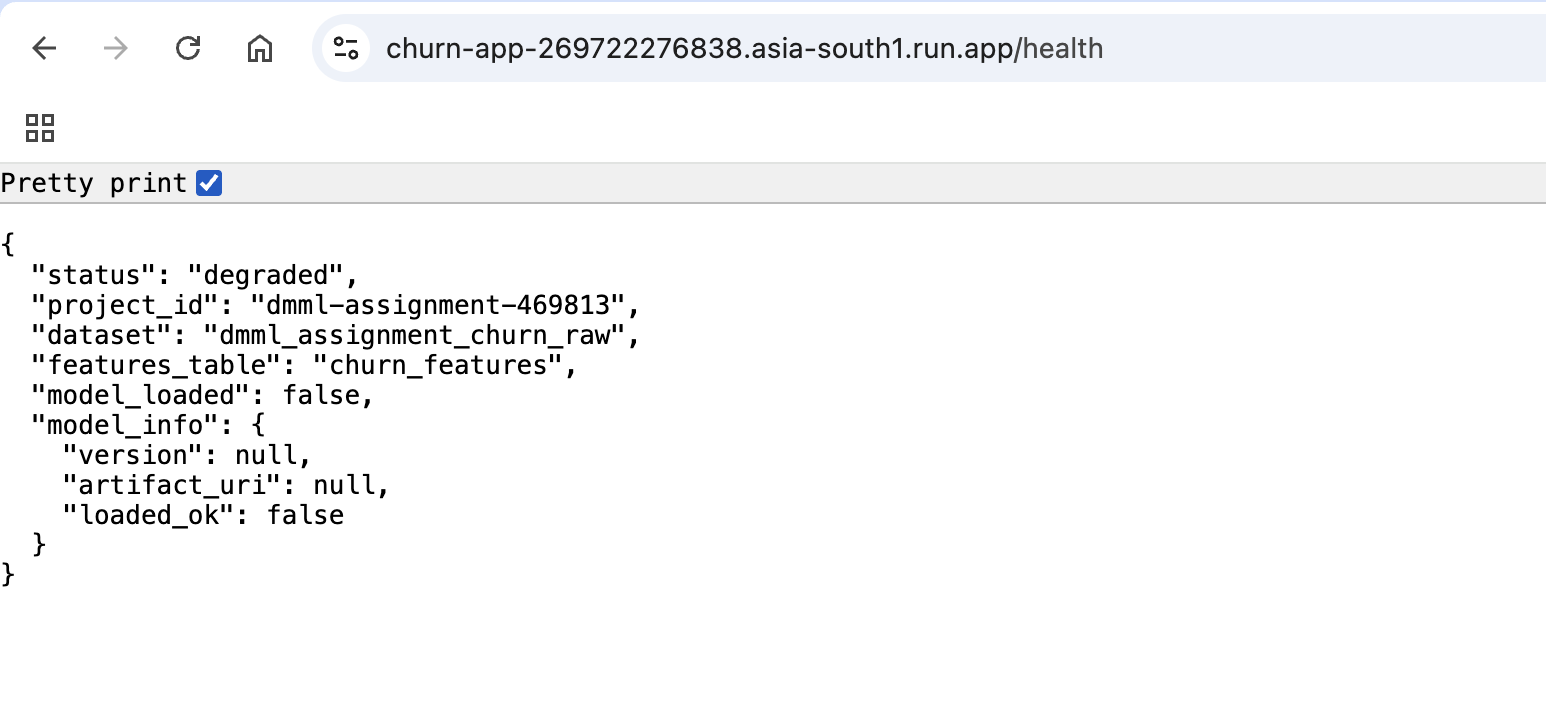 churn-app-269722276838.asia-south1.run.app/health
Pretty print
{
  "status": "degraded",
  "project_id": "dmml-assignment-469813",
  "dataset": "dmml_assignment_churn_raw",
  "features_table": "churn_features",
  "model_loaded": false,
  "model_info": {
    "version": null,
    "artifact_uri": null,
    "loaded_ok": false
  }
}